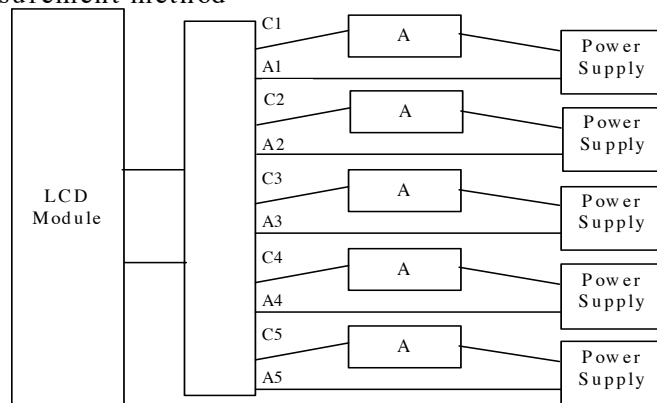 surement method
C1
A
Power
Supply
A1
C2
A
Power
Supply
A2
C3
A
Power
Supply
A3
LCD
Module
C4
A
Power
Supply
A4
C5
A
Power
Supply
A5